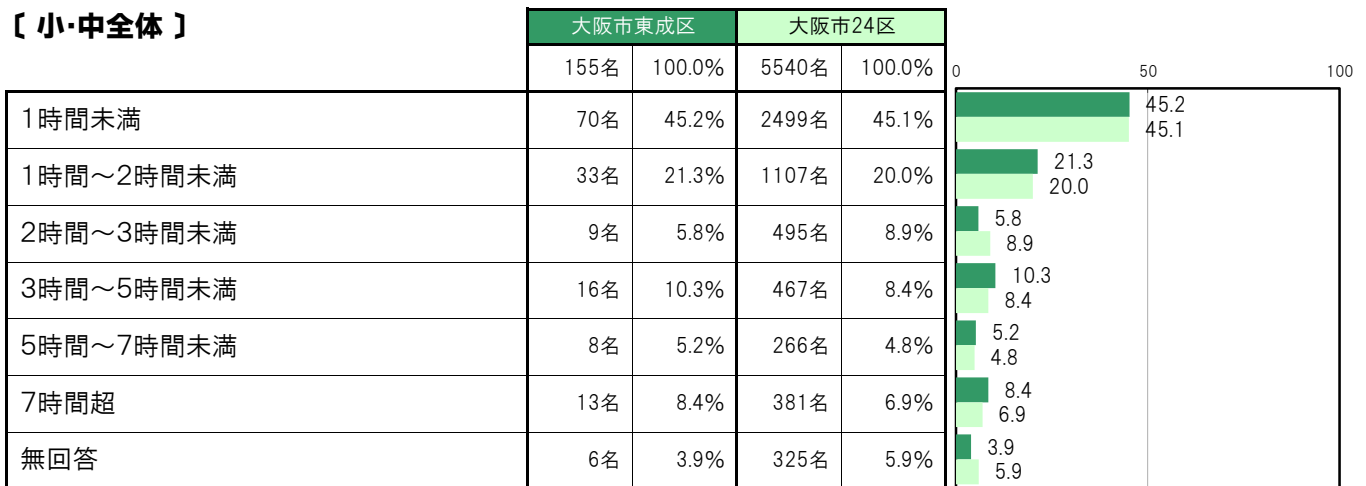 〔 小・中全体 〕
大阪市東成区 大阪市24区
155名 100.0% 5540名 100.0%
0 50 100
1時間未満 70名 45.2% 2499名 45.1%
45.2
45.1
1時間～2時間未満 33名 21.3% 1107名 20.0%
21.3
20.0
2時間～3時間未満 9名 5.8% 495名 8.9%
5.8
8.9
3時間～5時間未満 16名 10.3% 467名 8.4%
10.3
8.4
5時間～7時間未満 8名 5.2% 266名 4.8%
5.2
4.8
7時間超 13名 8.4% 381名 6.9%
8.4
6.9
無回答 6名 3.9% 325名 5.9%
3.9
5.9